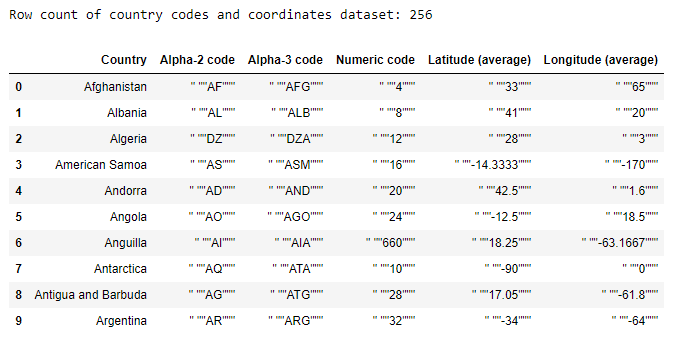 Row count of country codes and coordinates dataset: 256
Country Alpha-2 code Alpha-3 code Numeric code Latitude (average) Longitude (average)
0 Afghanistan " ""AF""" " ""AFG""" " ""4""" " ""33""" " ""65"""
1 Albania " ""AL""" " ""ALB""" " ""8""" " ""41""" " ""20"""
2 Algeria " ""DZ""" " ""DZA""" " ""12""" " ""28""" " ""3"""
3 American Samoa " ""AS""" " ""ASM""" " ""16""" " ""-14.3333""" " ""-170"""
4 Andorra " ""AD""" " ""AND""" " ""20""" " ""42.5""" " ""1.6"""
5 Angola " ""AO""" " ""AGO""" " ""24""" " ""-12.5""" " ""18.5"""
6 Anguilla " ""AI""" " ""AIA""" " ""660""" " ""18.25""" " ""-63.1667"""
7 Antarctica " ""AQ""" " ""ATA""" " ""10""" " ""-90""" " ""0"""
8 Antigua and Barbuda " ""AG""" " ""ATG""" " ""28""" " ""17.05""" " ""-61.8"""
9 Argentina " ""AR""" " ""ARG""" " ""32""" " ""-34""" " ""-64"""